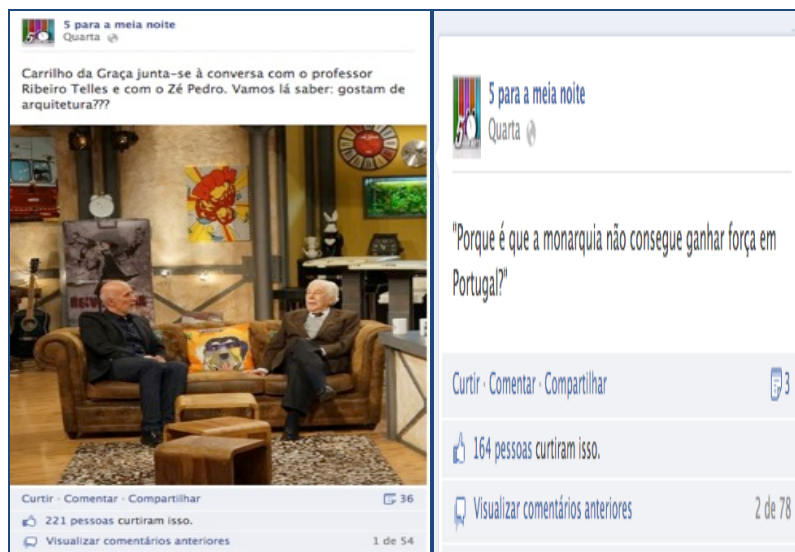 5 para a meia noite
Quarta
Carrilho da Graça junta-se à conversa com o professor
Ribeiro Telles e com o Zé Pedro. Vamos lá saber: gostam de
arquitetura???
Curtir · Comentar · Compartilhar 36
221 pessoas curtiram isso.
Visualizar comentários anteriores 1 de 54
5 para a meia noite
Quarta
"Porque é que a monarquia não consegue ganhar força em
Portugal?"
Curtir · Comentar · Compartilhar 3
164 pessoas curtiram isso.
Visualizar comentários anteriores 2 de 78